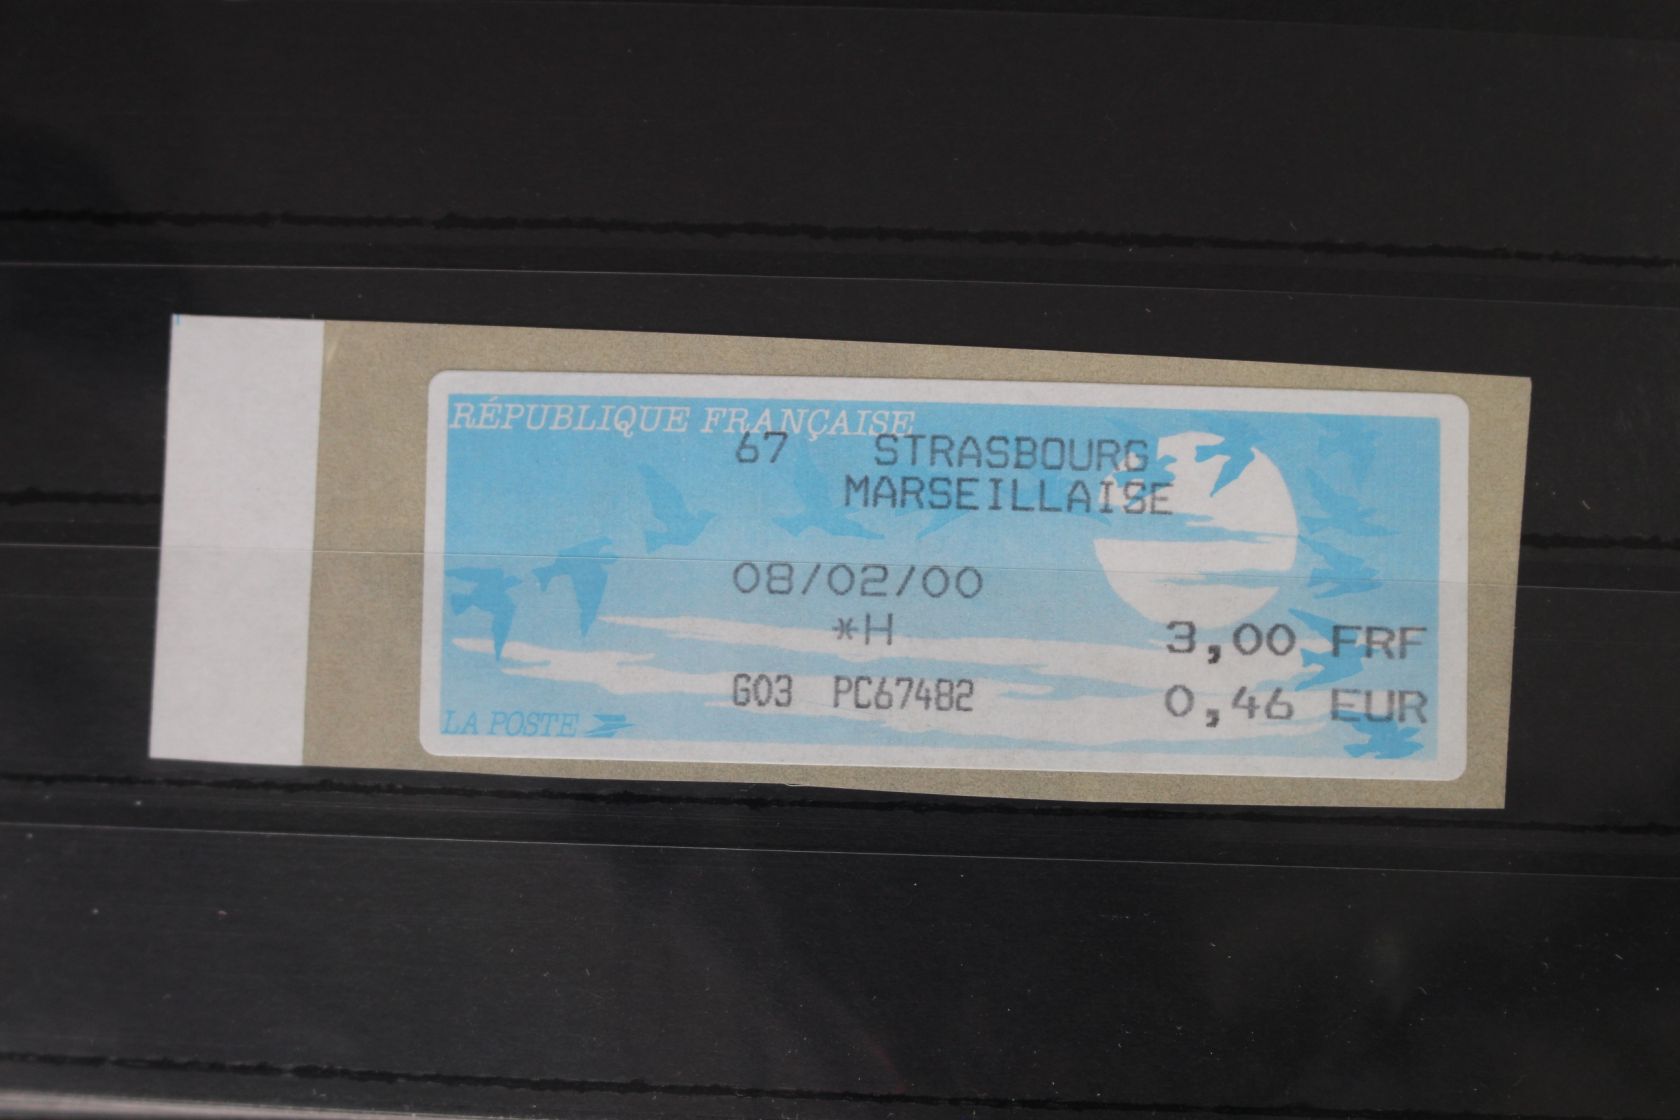 RÉPUBLIQUE FRANÇAISE
67 STRASBOURG
MARSEILLAISE
08/02/00
*H
3,00 FRF
G03 PC67482
0,46 EUR
LA POSTE